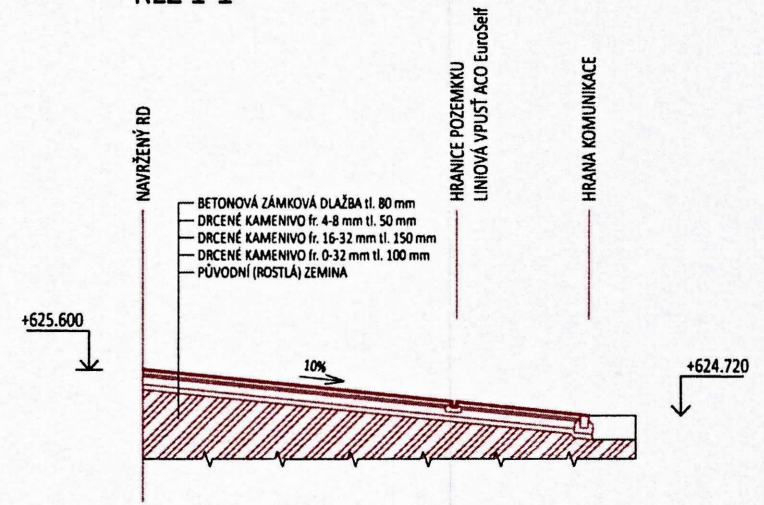 NAVRŽENÝ RD
HRANICE POZEMKKU
LINIOVÁ VPUSŤ ACO EuroSelf
HRANA KOMUNIKACE
BETONOVÁ ZÁMKOVÁ DLAŽBA tl. 80 mm
DRCENÉ KAMENIVO fr. 4-8 mm tl. 50 mm
DRCENÉ KAMENIVO fr. 16-32 mm tl. 150 mm
DRCENÉ KAMENIVO fr. 0-32 mm tl. 100 mm
PŮVODNÍ (ROSTLÁ) ZEMINA
+625.600
10%
+624.720